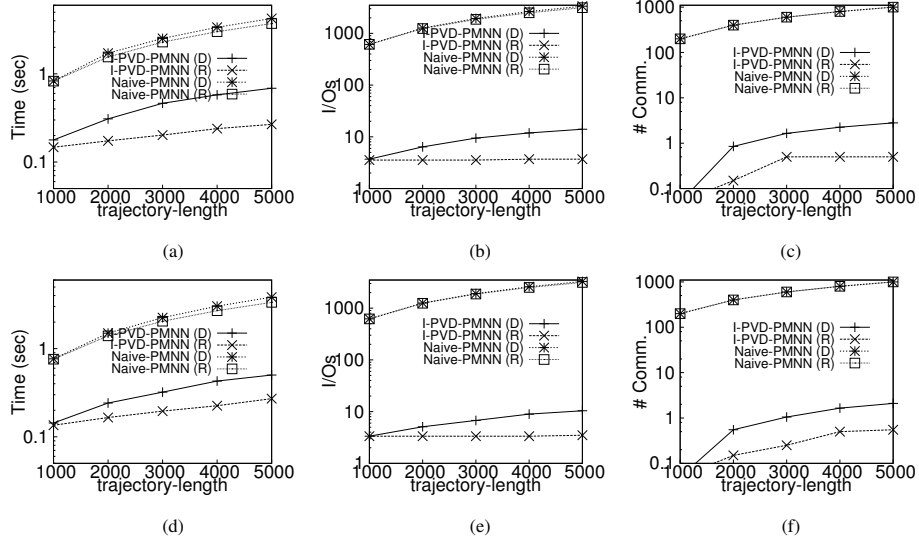 Time (sec)
1
0.1
I-PVD-PMNN (D)
I-PVD-PMNN (R)
Naive-PMNN (D)
Naive-PMNN (R)
1000 2000 3000 4000 5000
trajectory-length
(a)
I/Os
1000
100
10
1
I-PVD-PMNN (D)
I-PVD-PMNN (R)
Naive-PMNN (D)
Naive-PMNN (R)
1000 2000 3000 4000 5000
trajectory-length
(b)
# Comm.
1000
100
10
1
0.1
I-PVD-PMNN (D)
I-PVD-PMNN (R)
Naive-PMNN (D)
Naive-PMNN (R)
1000 2000 3000 4000 5000
trajectory-length
(c)
Time (sec)
1
0.1
I-PVD-PMNN (D)
I-PVD-PMNN (R)
Naive-PMNN (D)
Naive-PMNN (R)
1000 2000 3000 4000 5000
trajectory-length
(d)
I/Os
1000
100
10
1
I-PVD-PMNN (D)
I-PVD-PMNN (R)
Naive-PMNN (D)
Naive-PMNN (R)
1000 2000 3000 4000 5000
trajectory-length
(e)
# Comm.
1000
100
10
1
0.1
I-PVD-PMNN (D)
I-PVD-PMNN (R)
Naive-PMNN (D)
Naive-PMNN (R)
1000 2000 3000 4000 5000
trajectory-length
(f)